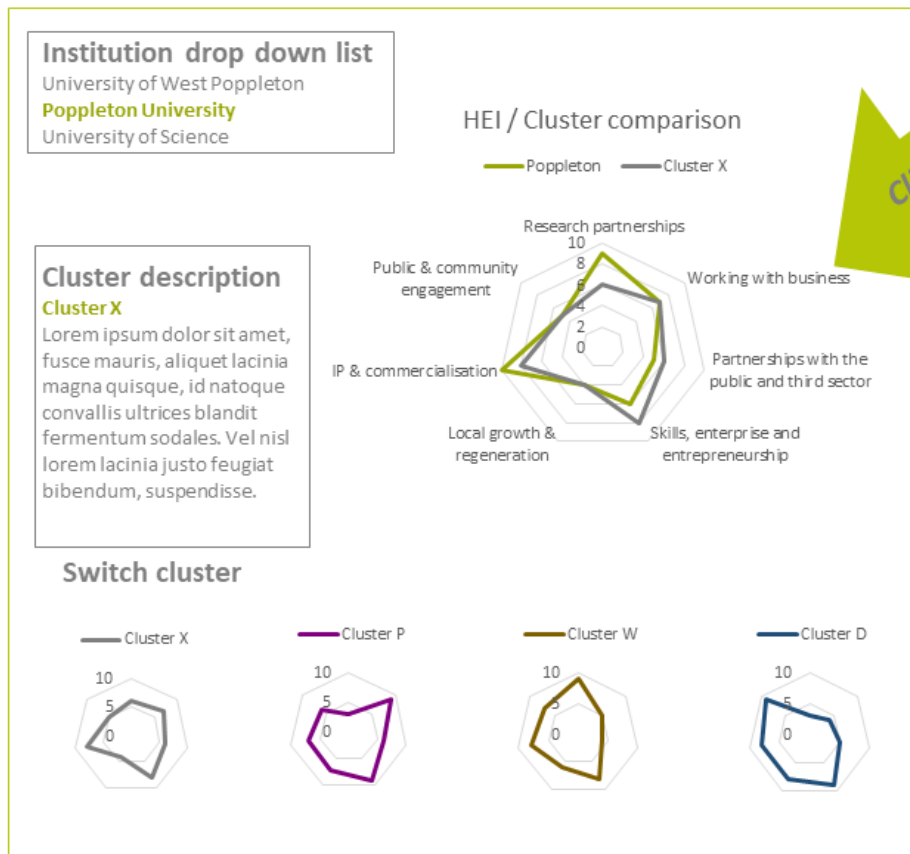 Institution drop down list
University of West Poppleton
Poppleton University
University of Science
HEI / Cluster comparison
Poppleton
Cluster X
Research partnerships
10
8
6
4
2
0
Public & community
engagement
Working with business
IP & commercialisation
Partnerships with the
public and third sector
Local growth &
regeneration
Skills, enterprise and
entrepreneurship
Cluster description
Cluster X
Lorem ipsum dolor sit amet,
fusce mauris, aliquet lacinia
magna quisque, id natoque
convallis ultrices blandit
fermentum sodales. Vel nisl
lorem lacinia justo feugiat
bibendum, suspendisse.
Switch cluster
Cluster X
10
5
0
Cluster P
10
5
0
Cluster W
10
5
0
Cluster D
10
5
0